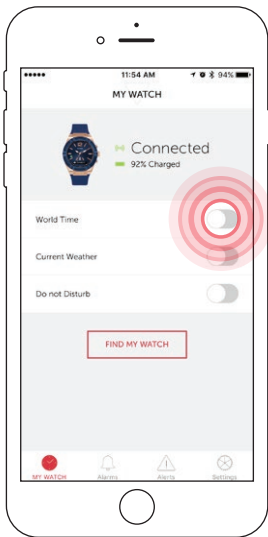 11:54 AM
94%
MY WATCH
Connected
92% Charged
World Time
Current Weather
Do not Disturb
FIND MY WATCH
MY WATCH Alarms Alerts Settings